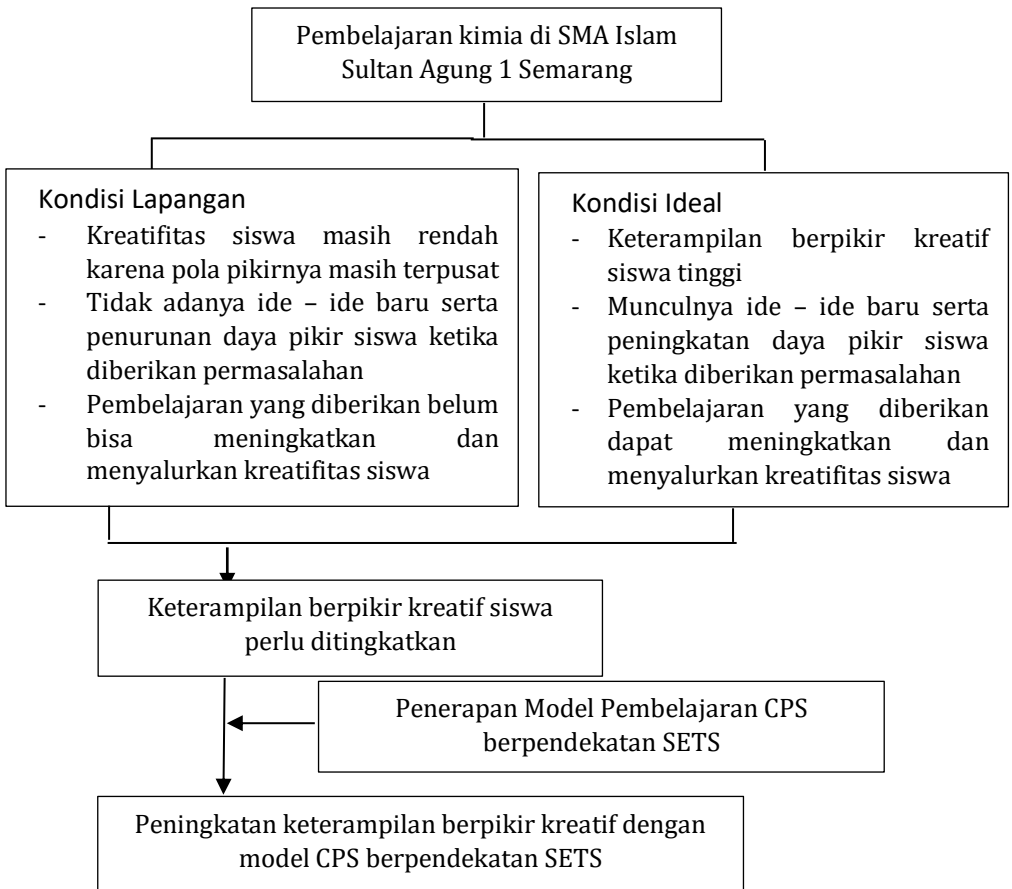 Pembelajaran kimia di SMA Islam
Sultan Agung 1 Semarang
Kondisi Lapangan
- Kreatifitas siswa masih rendah
karena pola pikirnya masih terpusat
- Tidak adanya ide – ide baru serta
penurunan daya pikir siswa ketika
diberikan permasalahan
- Pembelajaran yang diberikan belum
bisa meningkatkan dan
menyalurkan kreatifitas siswa
Kondisi Ideal
- Keterampilan berpikir kreatif
siswa tinggi
- Munculnya ide – ide baru serta
peningkatan daya pikir siswa
ketika diberikan permasalahan
- Pembelajaran yang diberikan
dapat meningkatkan dan
menyalurkan kreatifitas siswa
Keterampilan berpikir kreatif siswa
perlu ditingkatkan
Penerapan Model Pembelajaran CPS
berpendekatan SETS
Peningkatan keterampilan berpikir kreatif dengan
model CPS berpendekatan SETS